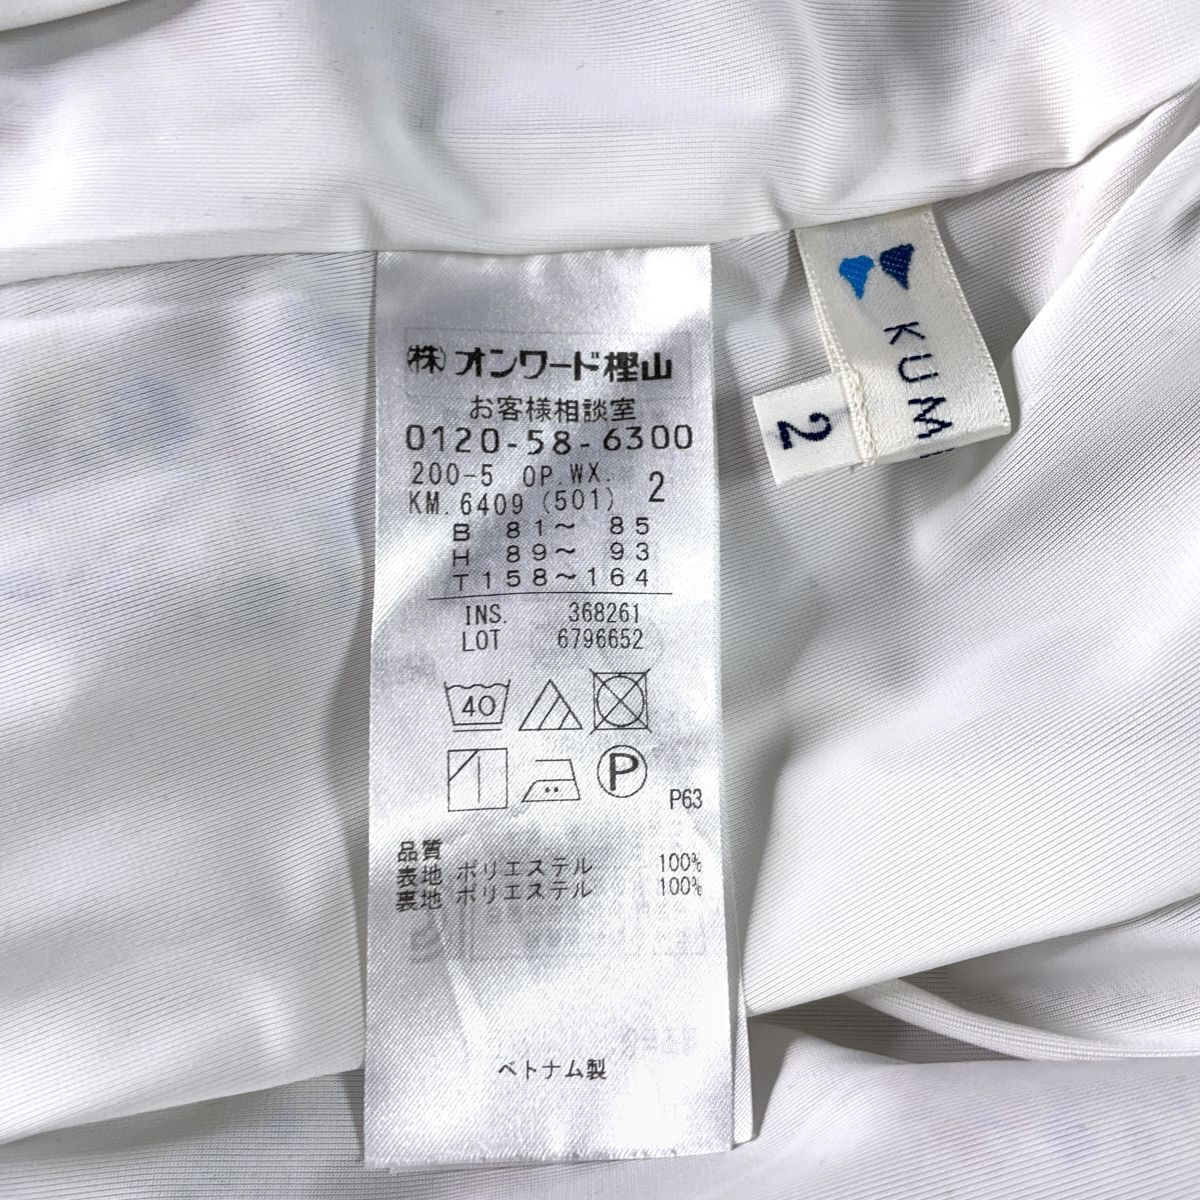 (株)オンワード樫山
お客様相談室
0120-58-6300
200-5 OP.WX.
KM.6409(501) 2
B 81~ 85
H 89~ 93
T158~164
INS. 368261
LOT 6796652
40
P
P63
品質
表地 ポリエステル 100%
裏地 ポリエステル 100%
ベトナム製
KUM
2